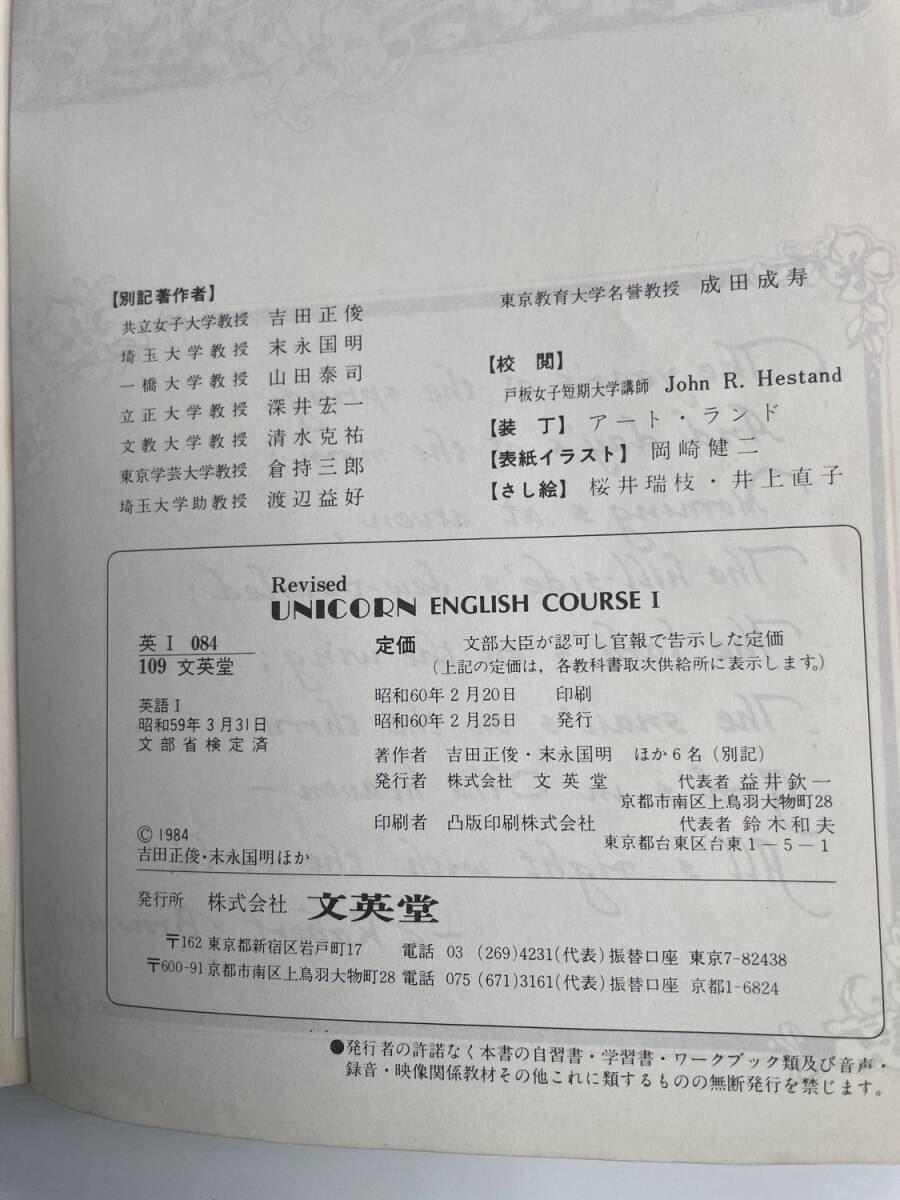 【別記著作者】
共立女子大学教授 吉田正俊
埼玉大学教授 末永国明
一橋大学教授 山田泰司
立正大学教授 深井宏一
文教大学教授 清水克祐
東京学芸大学教授 倉持三郎
埼玉大学助教授 渡辺益好
東京教育大学名誉教授 成田成寿
【校閲】
戸板女子短期大学講師 John R. Hestand
【装丁】アート・ランド
【表紙イラスト】岡崎健二
【さし絵】桜井瑞枝・井上直子
Revised
UNICORN ENGLISH COURSE I
英I 084
109 文英堂
英語I
昭和59年3月31日
文部省検定済
©1984
吉田正俊・末永国明ほか
定価 文部大臣が認可し官報で告示した定価
(上記の定価は，各教科書取次供給所に表示します。)
昭和60年2月20日 印刷
昭和60年2月25日 発行
著作者 吉田正俊・末永国明 ほか6名(別記)
発行者 株式会社 文英堂 代表者 益井欽一
京都市南区上鳥羽大物町28
印刷者 凸版印刷株式会社 代表者 鈴木和夫
東京都台東区台東1-5-1
発行所 株式会社 文英堂
〒162 東京都新宿区岩戸町17 電話 03 (269)4231(代表) 振替口座 東京7-82438
〒600-91 京都市南区上鳥羽大物町28 電話 075 (671)3161(代表) 振替口座 京都1-6824
●発行者の許諾なく本書の自習書・学習書・ワークブック類及び音声・
録音・映像関係教材その他これに類するものの無断発行を禁じます。